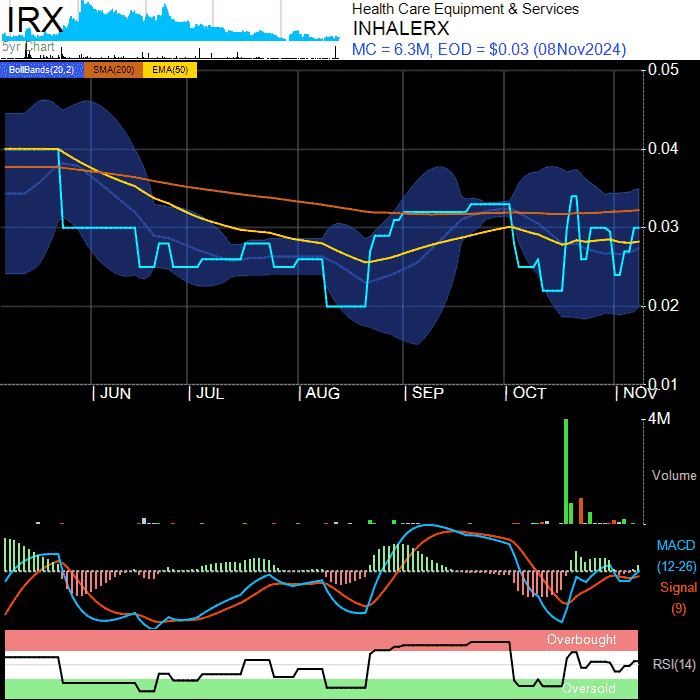 IRX
5yr Chart
Health Care Equipment & Services
INHALERX
MC = 6.3M, EOD = $0.03 (08Nov2024)
BollBands(20,2) SMA(200) EMA(50)
0.05
0.04
0.03
0.02
0.01
JUN JUL AUG SEP OCT NOV
4M
Volume
MACD
(12-26)
Signal
(9)
Overbought
RSI(14)
Oversold